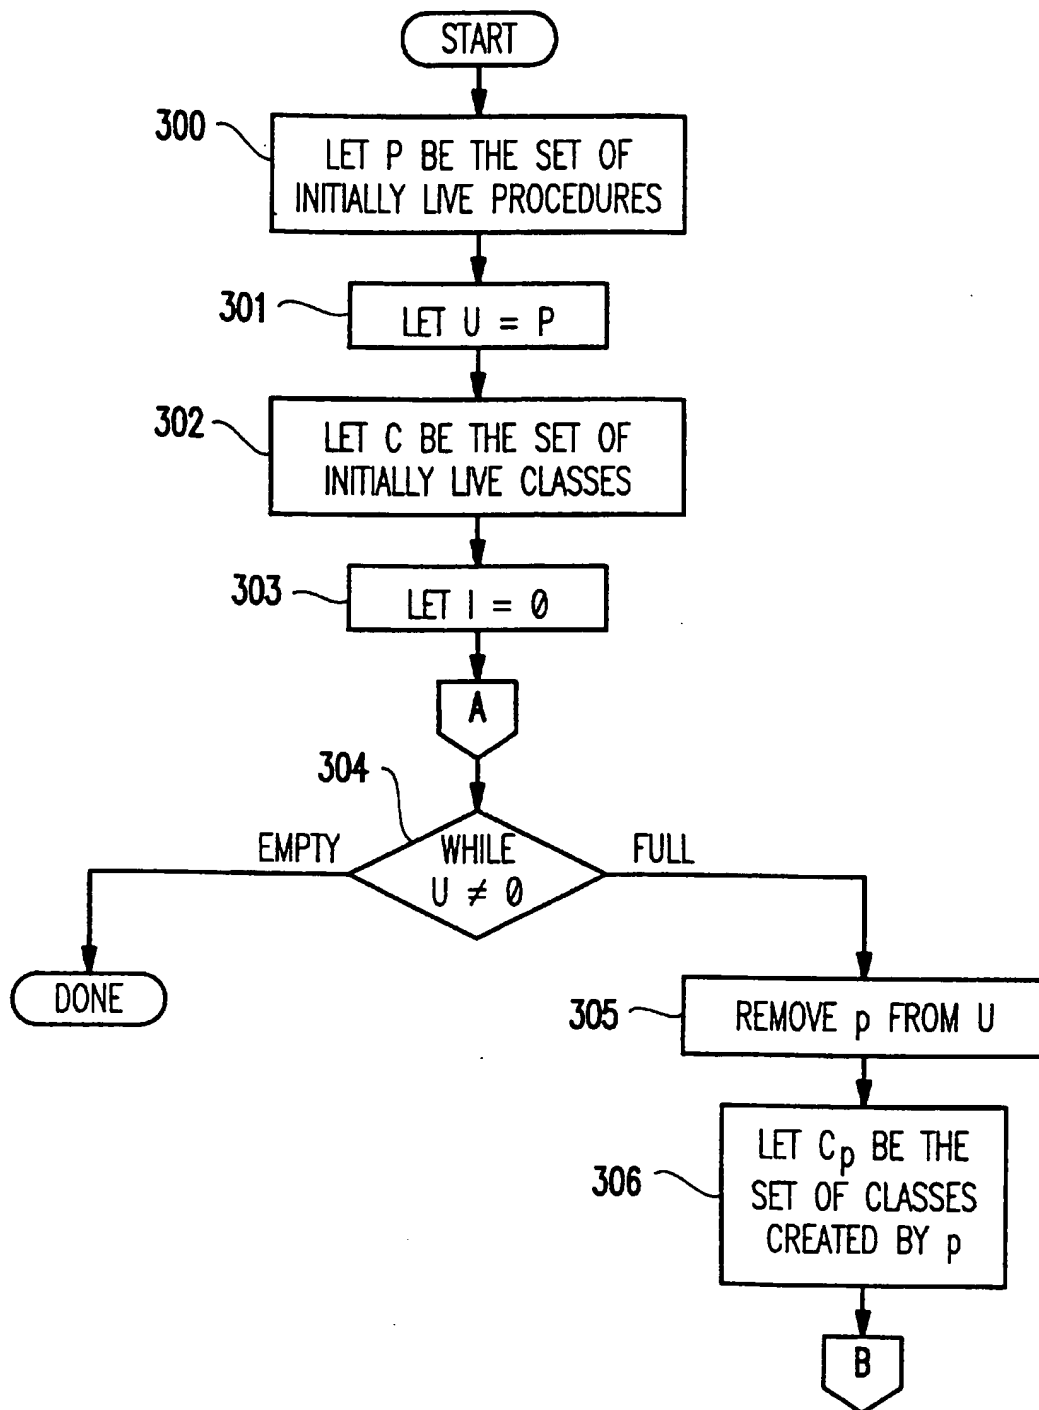 START
300
LET P BE THE SET OF
INITIALLY LIVE PROCEDURES
301
LET U = P
302
LET C BE THE SET OF
INITIALLY LIVE CLASSES
303
LET I = Ø
A
304
EMPTY
WHILE
U ≠ Ø
FULL
DONE
305
REMOVE p FROM U
306
LET Cp BE THE
SET OF CLASSES
CREATED BY p
B